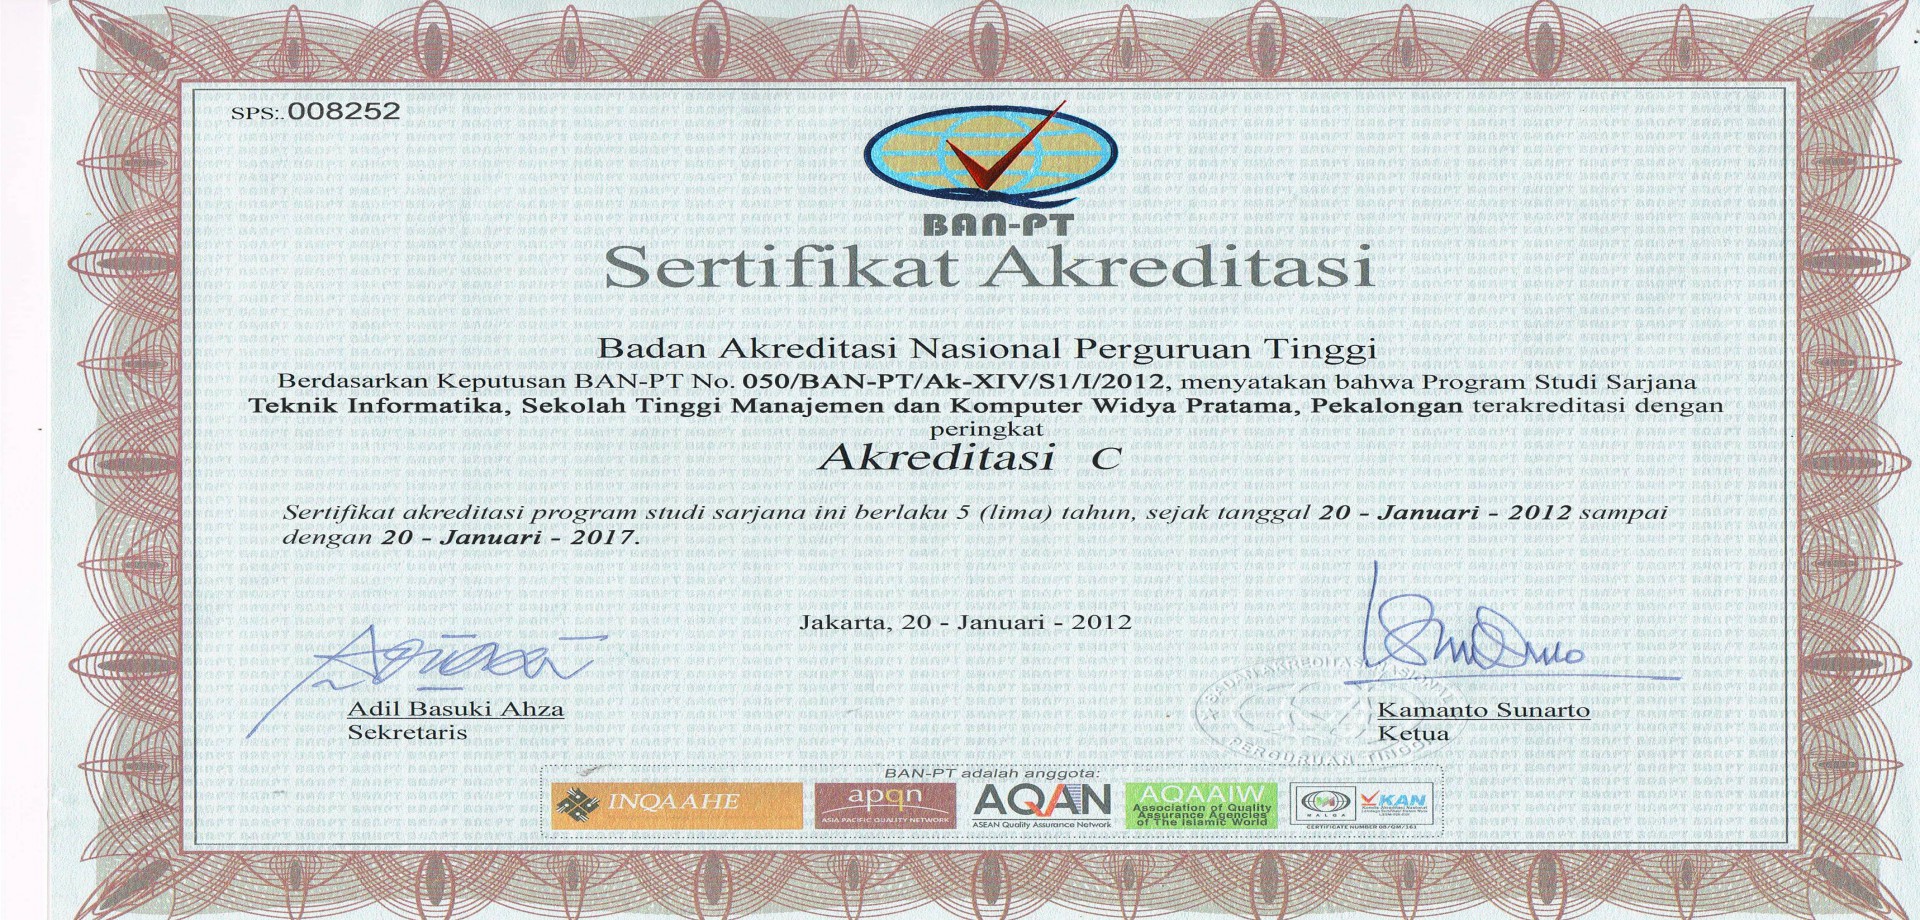 SPS:.008252
BAN-PT
Sertifikat Akreditasi
Badan Akreditasi Nasional Perguruan Tinggi
Berdasarkan Keputusan BAN-PT No. 050/BAN-PT/Ak-XIV/S1/I/2012, menyatakan bahwa Program Studi Sarjana
Teknik Informatika, Sekolah Tinggi Manajemen dan Komputer Widya Pratama, Pekalongan terakreditasi dengan
peringkat
Akreditasi C
Sertifikat akreditasi program studi sarjana ini berlaku 5 (lima) tahun, sejak tanggal 20 - Januari - 2012 sampai
dengan 20 - Januari - 2017.
Jakarta, 20 - Januari - 2012
BADAN AKREDITASI NASIONAL
PERGURUAN TINGGI
Adil Basuki Ahza
Sekretaris
Kamanto Sunarto
Ketua
BAN-PT adalah anggota:
INQAAHE
apqn
ASIA PACIFIC QUALITY NETWORK
AQAN
ASEAN Quality Assurance Network
AQAAIW
Association of Quality
Assurance Agencies
of The Islamic World
MALQA
KAN
CERTIFICATE NUMBER